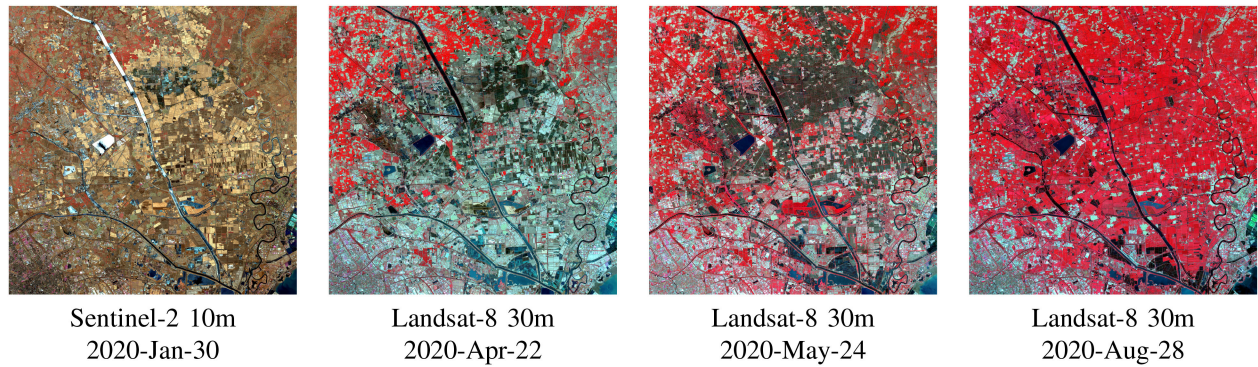 Sentinel-2 10m
2020-Jan-30
Landsat-8 30m
2020-Apr-22
Landsat-8 30m
2020-May-24
Landsat-8 30m
2020-Aug-28